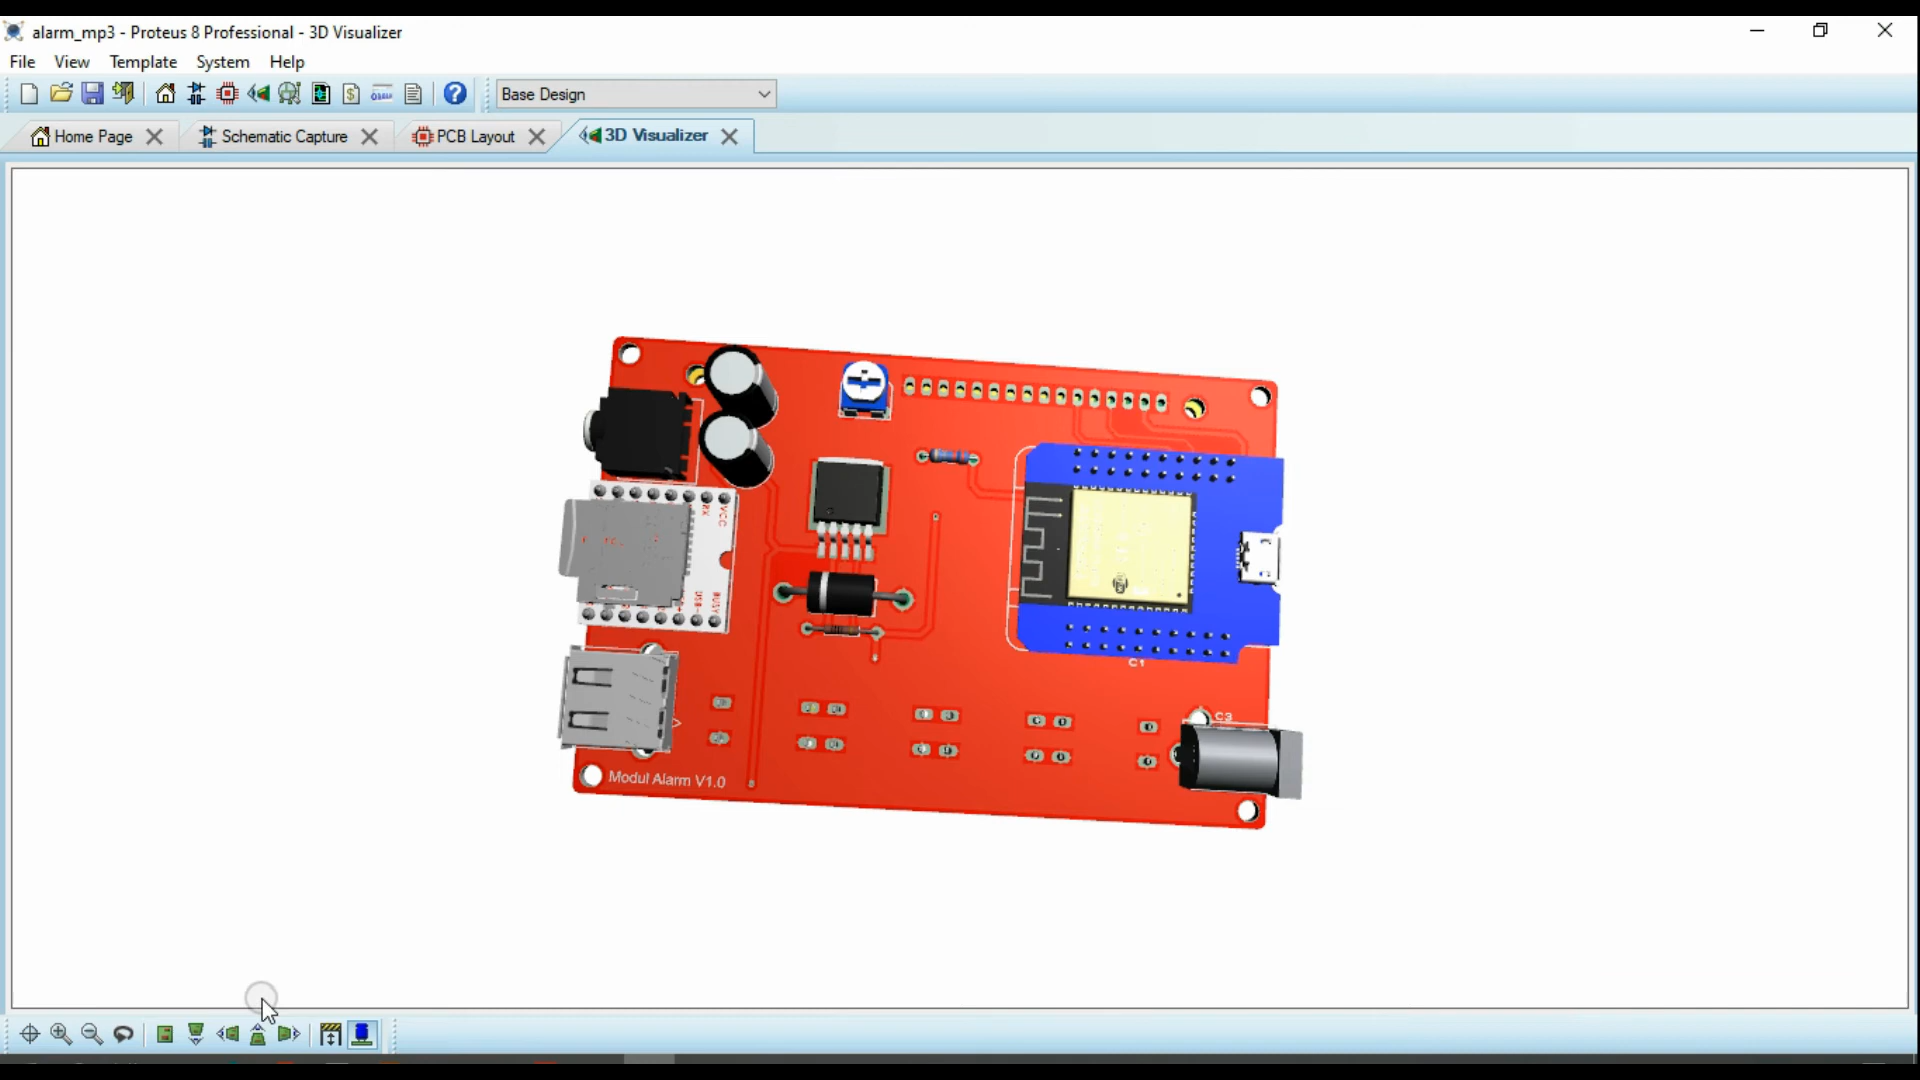 alarm_mp3 - Proteus 8 Professional - 3D Visualizer
File View Template System Help
Base Design
Home Page
Schematic Capture
PCB Layout
3D Visualizer
VCC
RX
USB-
BUSY
C1
C3
Modul Alarm V1.0